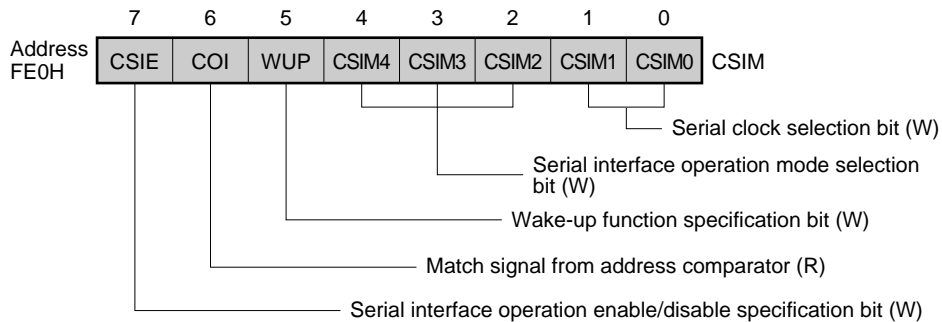 7 6 5 4 3 2 1 0
Address
FE0H
CSIE COI WUP CSIM4 CSIM3 CSIM2 CSIM1 CSIM0 CSIM
Serial clock selection bit (W)
Serial interface operation mode selection
bit (W)
Wake-up function specification bit (W)
Match signal from address comparator (R)
Serial interface operation enable/disable specification bit (W)